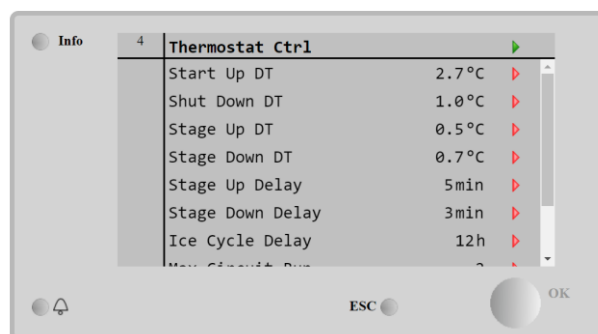 Info
4 Thermostat Ctrl
Start Up DT 2.7°C
Shut Down DT 1.0°C
Stage Up DT 0.5°C
Stage Down DT 0.7°C
Stage Up Delay 5min
Stage Down Delay 3min
Ice Cycle Delay 12h
ESC
OK